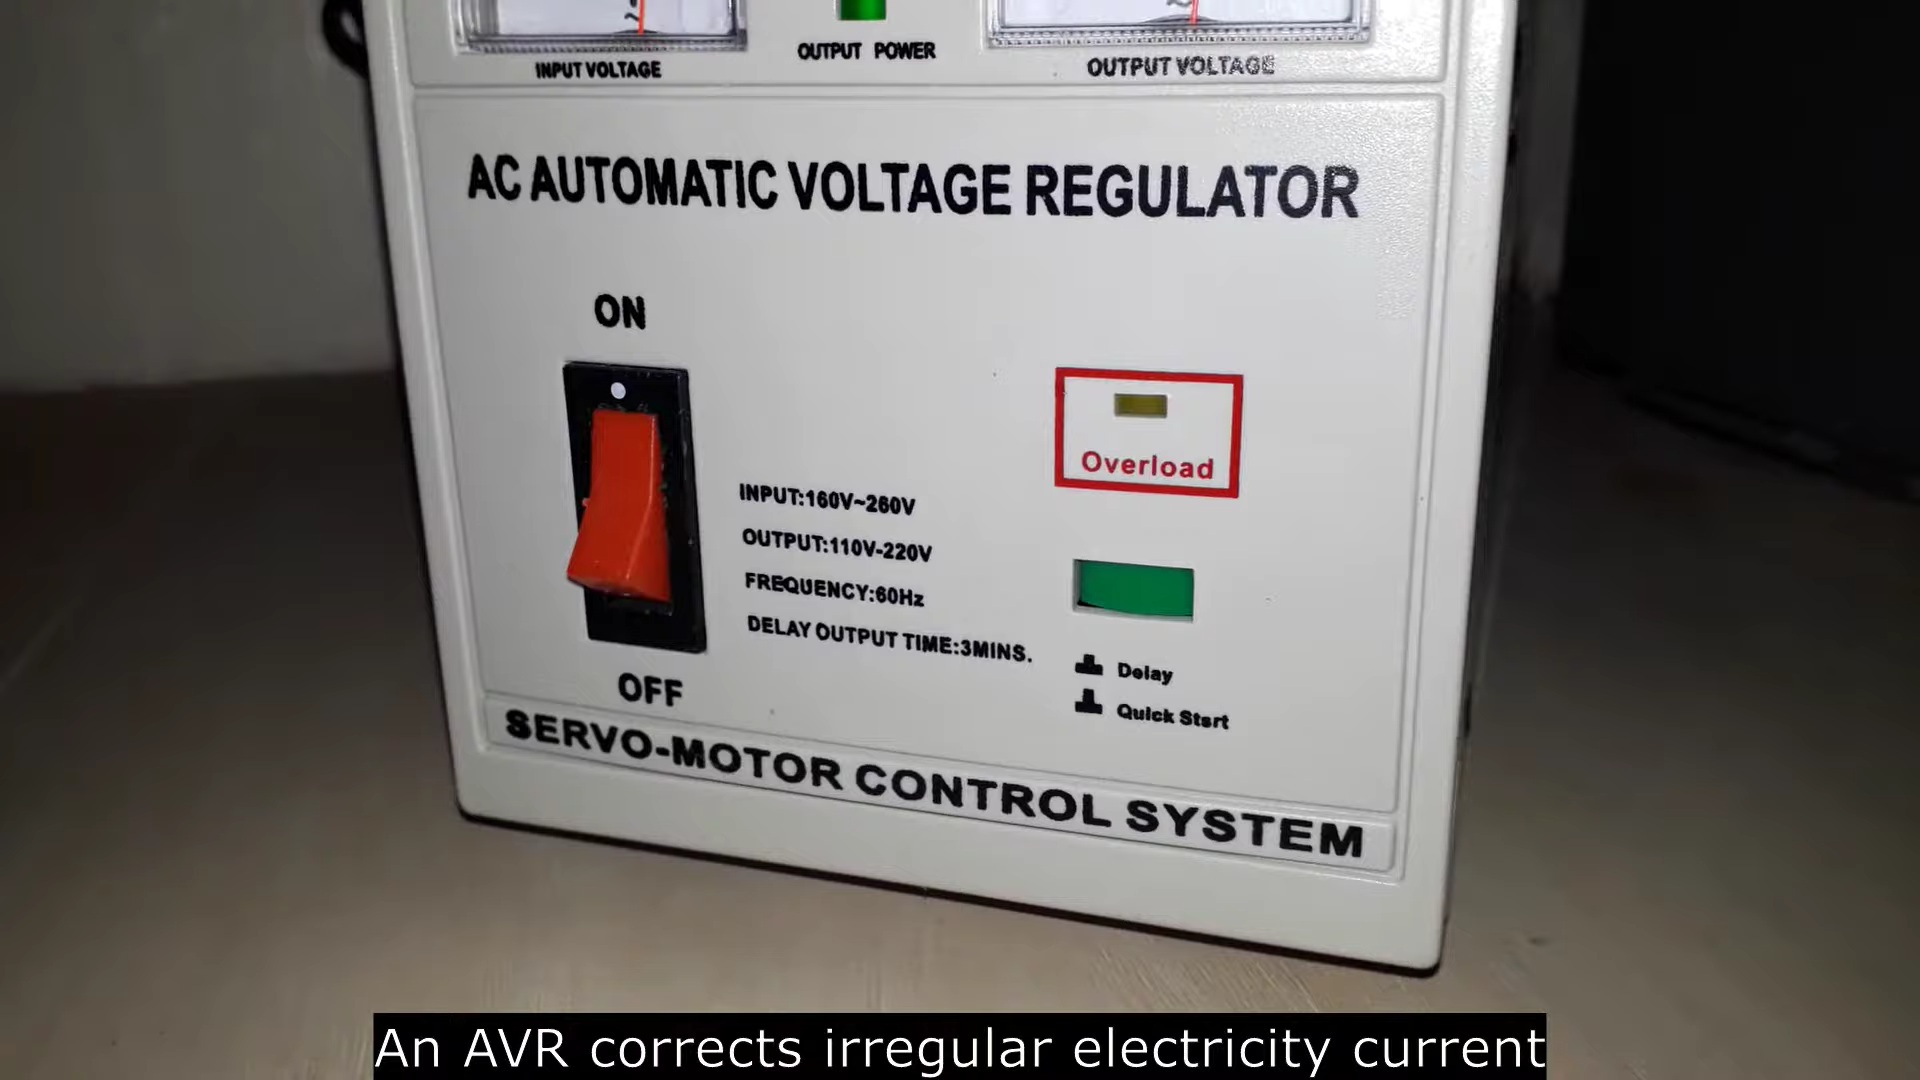 INPUT VOLTAGE
OUTPUT POWER
OUTPUT VOLTAGE
AC AUTOMATIC VOLTAGE REGULATOR
ON
Overload
INPUT:160V~260V
OUTPUT:110V-220V
FREQUENCY:60Hz
DELAY OUTPUT TIME:3MINS.
Delay
Quick Start
OFF
SERVO-MOTOR CONTROL SYSTEM
An AVR corrects irregular electricity current